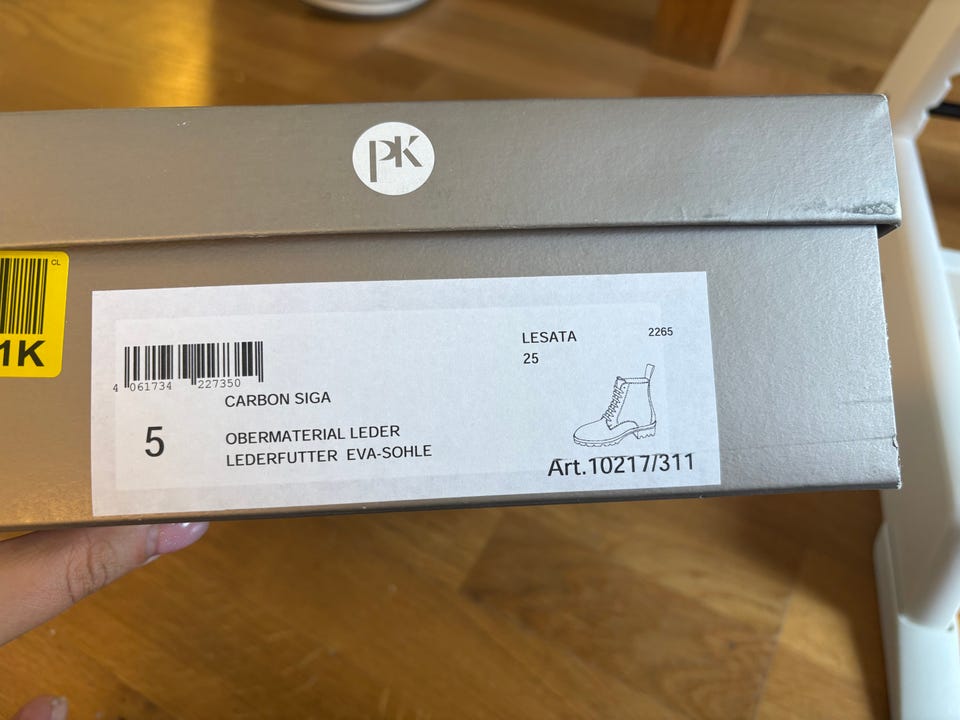 PK
CL
1K
LESATA 2265
25
4 061734 227350
CARBON SIGA
5
OBERMATERIAL LEDER
LEDERFUTTER EVA-SOHLE
Art.10217/311